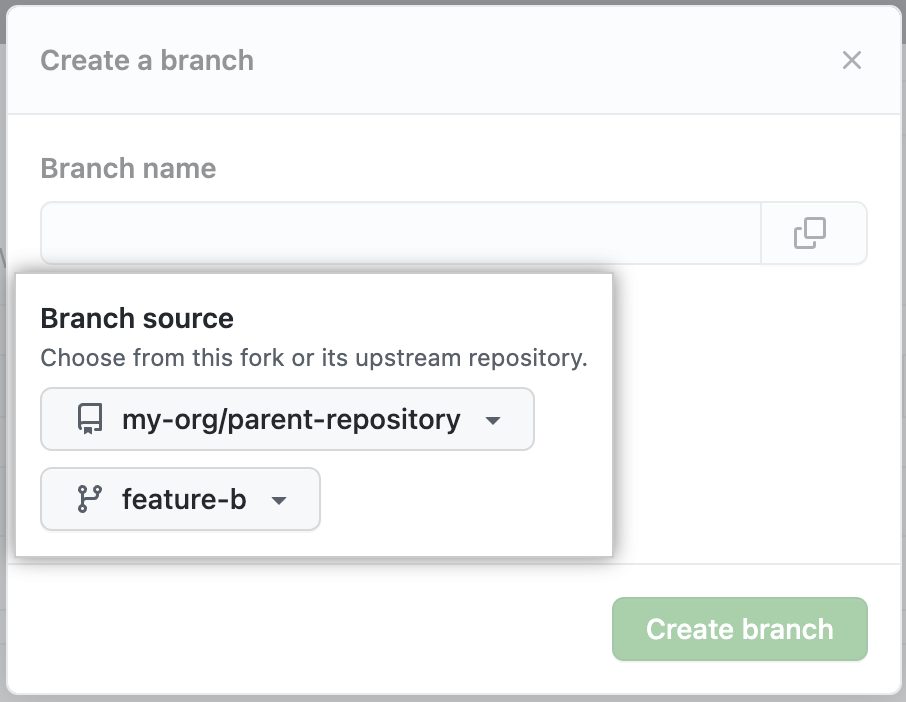 Create a branch
Branch name
Branch source
Choose from this fork or its upstream repository.
my-org/parent-repository
feature-b
Create branch